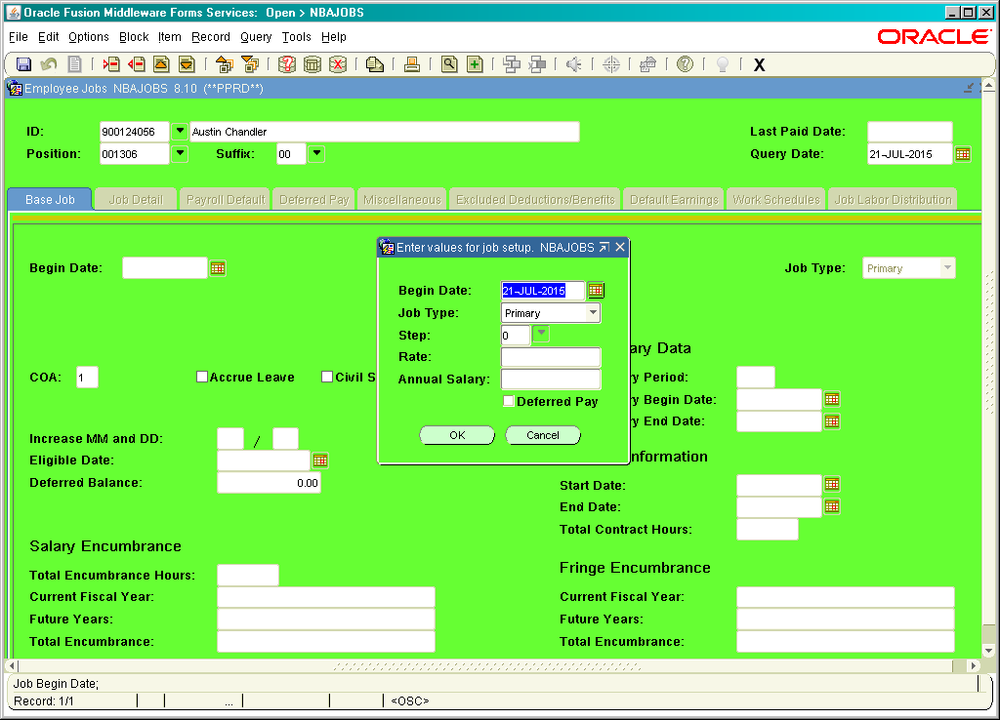 Oracle Fusion Middleware Forms Services: Open > NBAJOBS
File Edit Options Block Item Record Query Tools Help
ORACLE
X
Employee Jobs NBAJOBS 8.10 (**PPRD**)
ID: 900124056 Austin Chandler Last Paid Date:
Position: 001306 Suffix: 00 Query Date: 21-JUL-2015
Base Job Job Detail Payroll Default Deferred Pay Miscellaneous Excluded Deductions/Benefits Default Earnings Work Schedules Job Labor Distribution
Enter values for job setup. NBAJOBS
Begin Date: 21-JUL-2015
Job Type: Primary
Step: 0
Rate:
Annual Salary:
Deferred Pay
OK Cancel
Begin Date: Job Type: Primary
ary Data
COA: 1 Accrue Leave Civil S y Period:
y Begin Date:
y End Date:
Increase MM and DD: /
Eligible Date: Information
Deferred Balance: 0.00 Start Date:
End Date:
Total Contract Hours:
Salary Encumbrance
Total Encumbrance Hours:
Current Fiscal Year:
Future Years:
Total Encumbrance:
Fringe Encumbrance
Current Fiscal Year:
Future Years:
Total Encumbrance:
Job Begin Date;
Record: 1/1 ... <OSC>